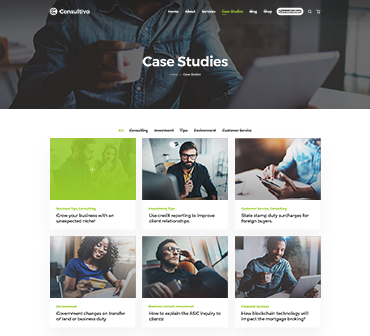 Consultivo
Home About Services Case Studies Blog Shop Consultation
Case Studies
Home Case Studies
All Consulting Investment Tips Environment Customer Service
Business Tips, Consulting
Grow your business with an
unexpected niche!
Investment, Tips
Use credit reporting to improve
client relationships.
Customer Service, Consulting
State stamp duty surcharges for
foreign buyers.
Environment
Government changes on transfer
of land or business duty.
Business Growth, Investment
How to explain the ASIC inquiry to
clients!
Financial Services
How blockchain technology will
impact the mortgage broking!